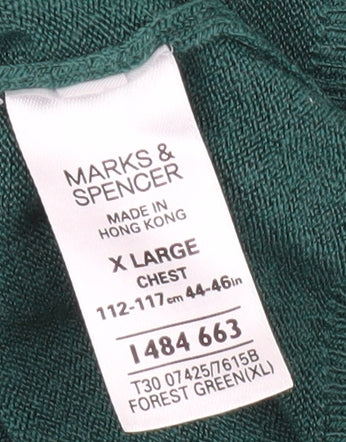 MARKS &
SPENCER
MADE IN
HONG KONG
X LARGE
CHEST
112-117cm 44-46in
1484 663
T30 07425/7615B
FOREST GREEN(XL)